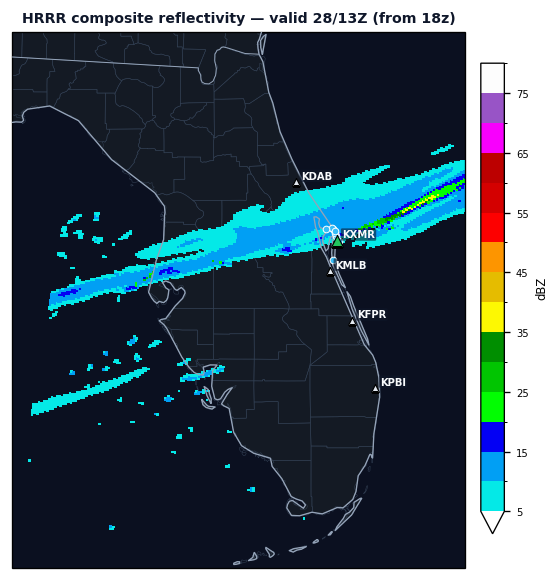 HRRR composite reflectivity — valid 28/13Z (from 18z)
KDAB
KXMR
KMLB
KFPR
KPBI
75
65
55
45
35
25
15
5
dBZ